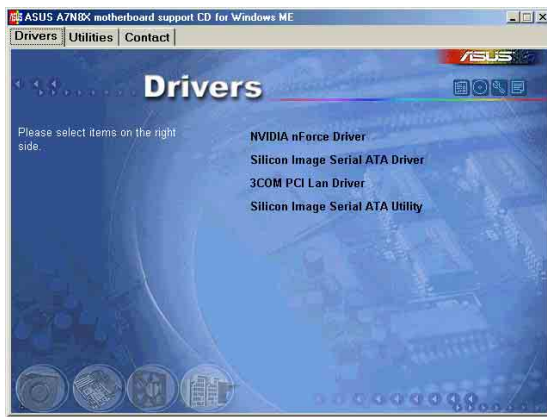 ASUS A7N8X motherboard support CD for Windows ME
Drivers Utilities Contact
ASUS
Drivers
Please select items on the right
side.
NVIDIA nForce Driver
Silicon Image Serial ATA Driver
3COM PCI Lan Driver
Silicon Image Serial ATA Utility